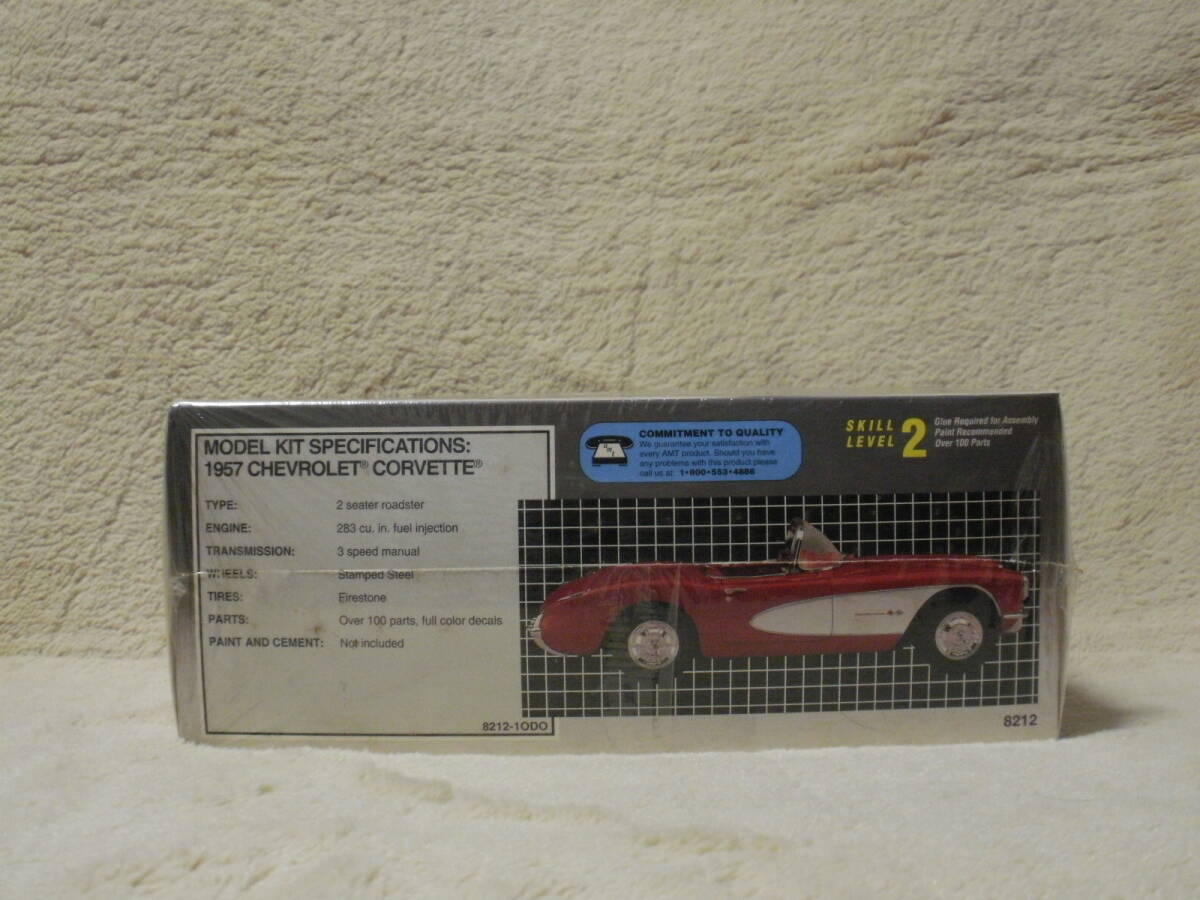 MODEL KIT SPECIFICATIONS:
1957 CHEVROLET® CORVETTE®
TYPE: 2 seater roadster
ENGINE: 283 cu. in. fuel injection
TRANSMISSION: 3 speed manual
WHEELS: Stamped Steel
TIRES: Firestone
PARTS: Over 100 parts, full color decals
PAINT AND CEMENT: Not included
8212-1ODO
COMMITMENT TO QUALITY
We guarantee your satisfaction with
every AMT product. Should you have
any problems with this product please
call us at 1•800•553•4886
SKILL
LEVEL 2
Glue Required for Assembly
Paint Recommended
Over 100 Parts
8212